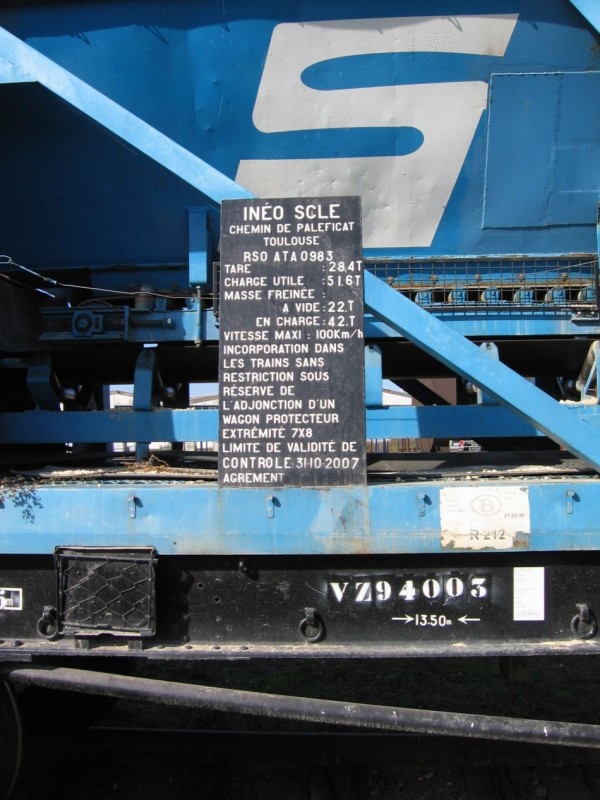 S
INÉO SCLE
CHEMIN DE PALEFICAT
TOULOUSE
RSO ATA 0983
TARE : 28,4T
CHARGE UTILE : 51.6T
MASSE FREINÉE :
A VIDE : 22.T
EN CHARGE : 42.T
VITESSE MAXI : 100Km/h
INCORPORATION DANS
LES TRAINS SANS
RESTRICTION SOUS
RÉSERVE DE
L'ADJONCTION D'UN
WAGON PROTECTEUR
EXTRÉMITÉ 7X8
LIMITE DE VALIDITÉ DE
CONTROLE: 31-10-2007
AGREMENT
B
R 212
VZ94003
13.50m